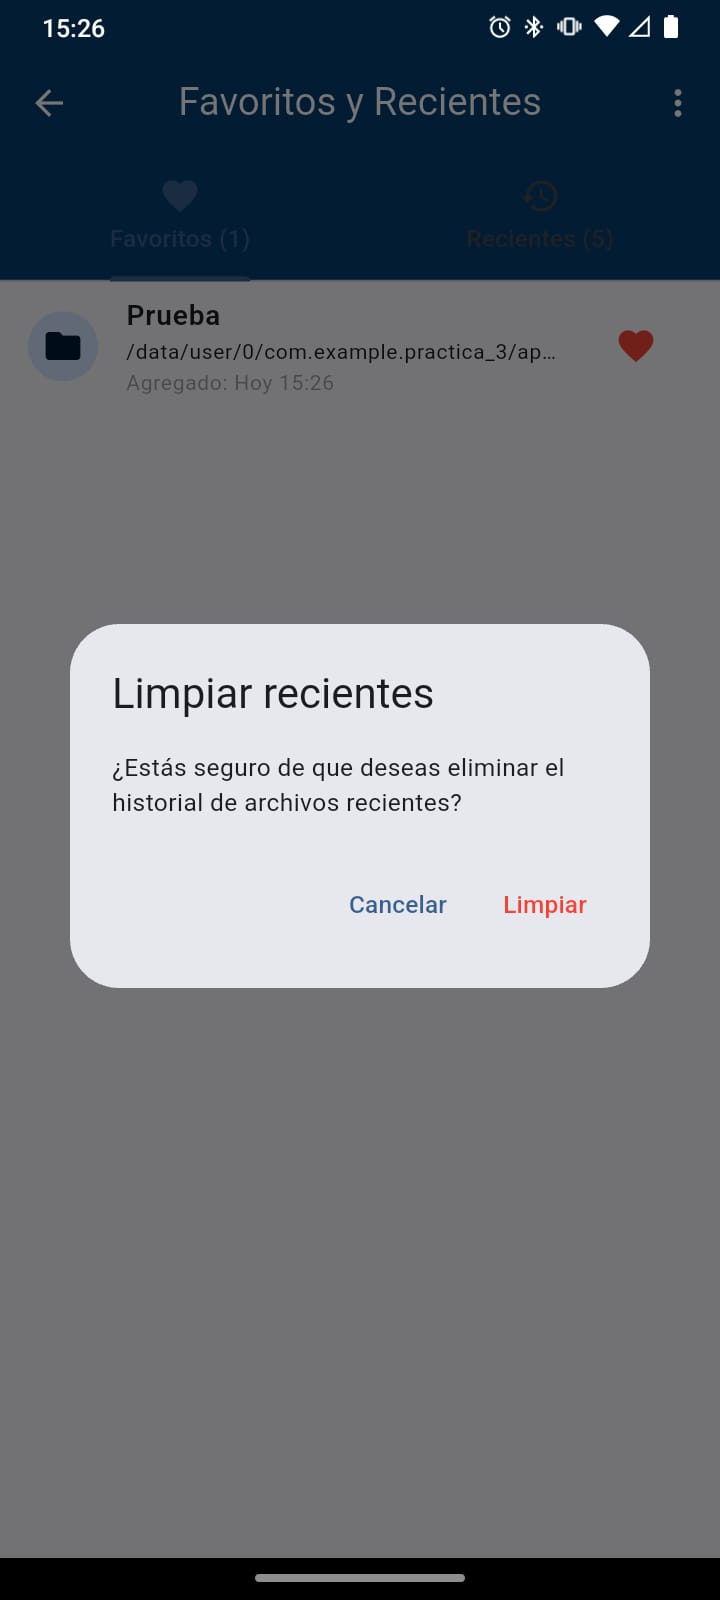 15:26
Favoritos y Recientes
Favoritos (1)
Recientes (5)
Prueba
/data/user/0/com.example.practica_3/ap…
Agregado: Hoy 15:26
Limpiar recientes
¿Estás seguro de que deseas eliminar el
historial de archivos recientes?
Cancelar
Limpiar